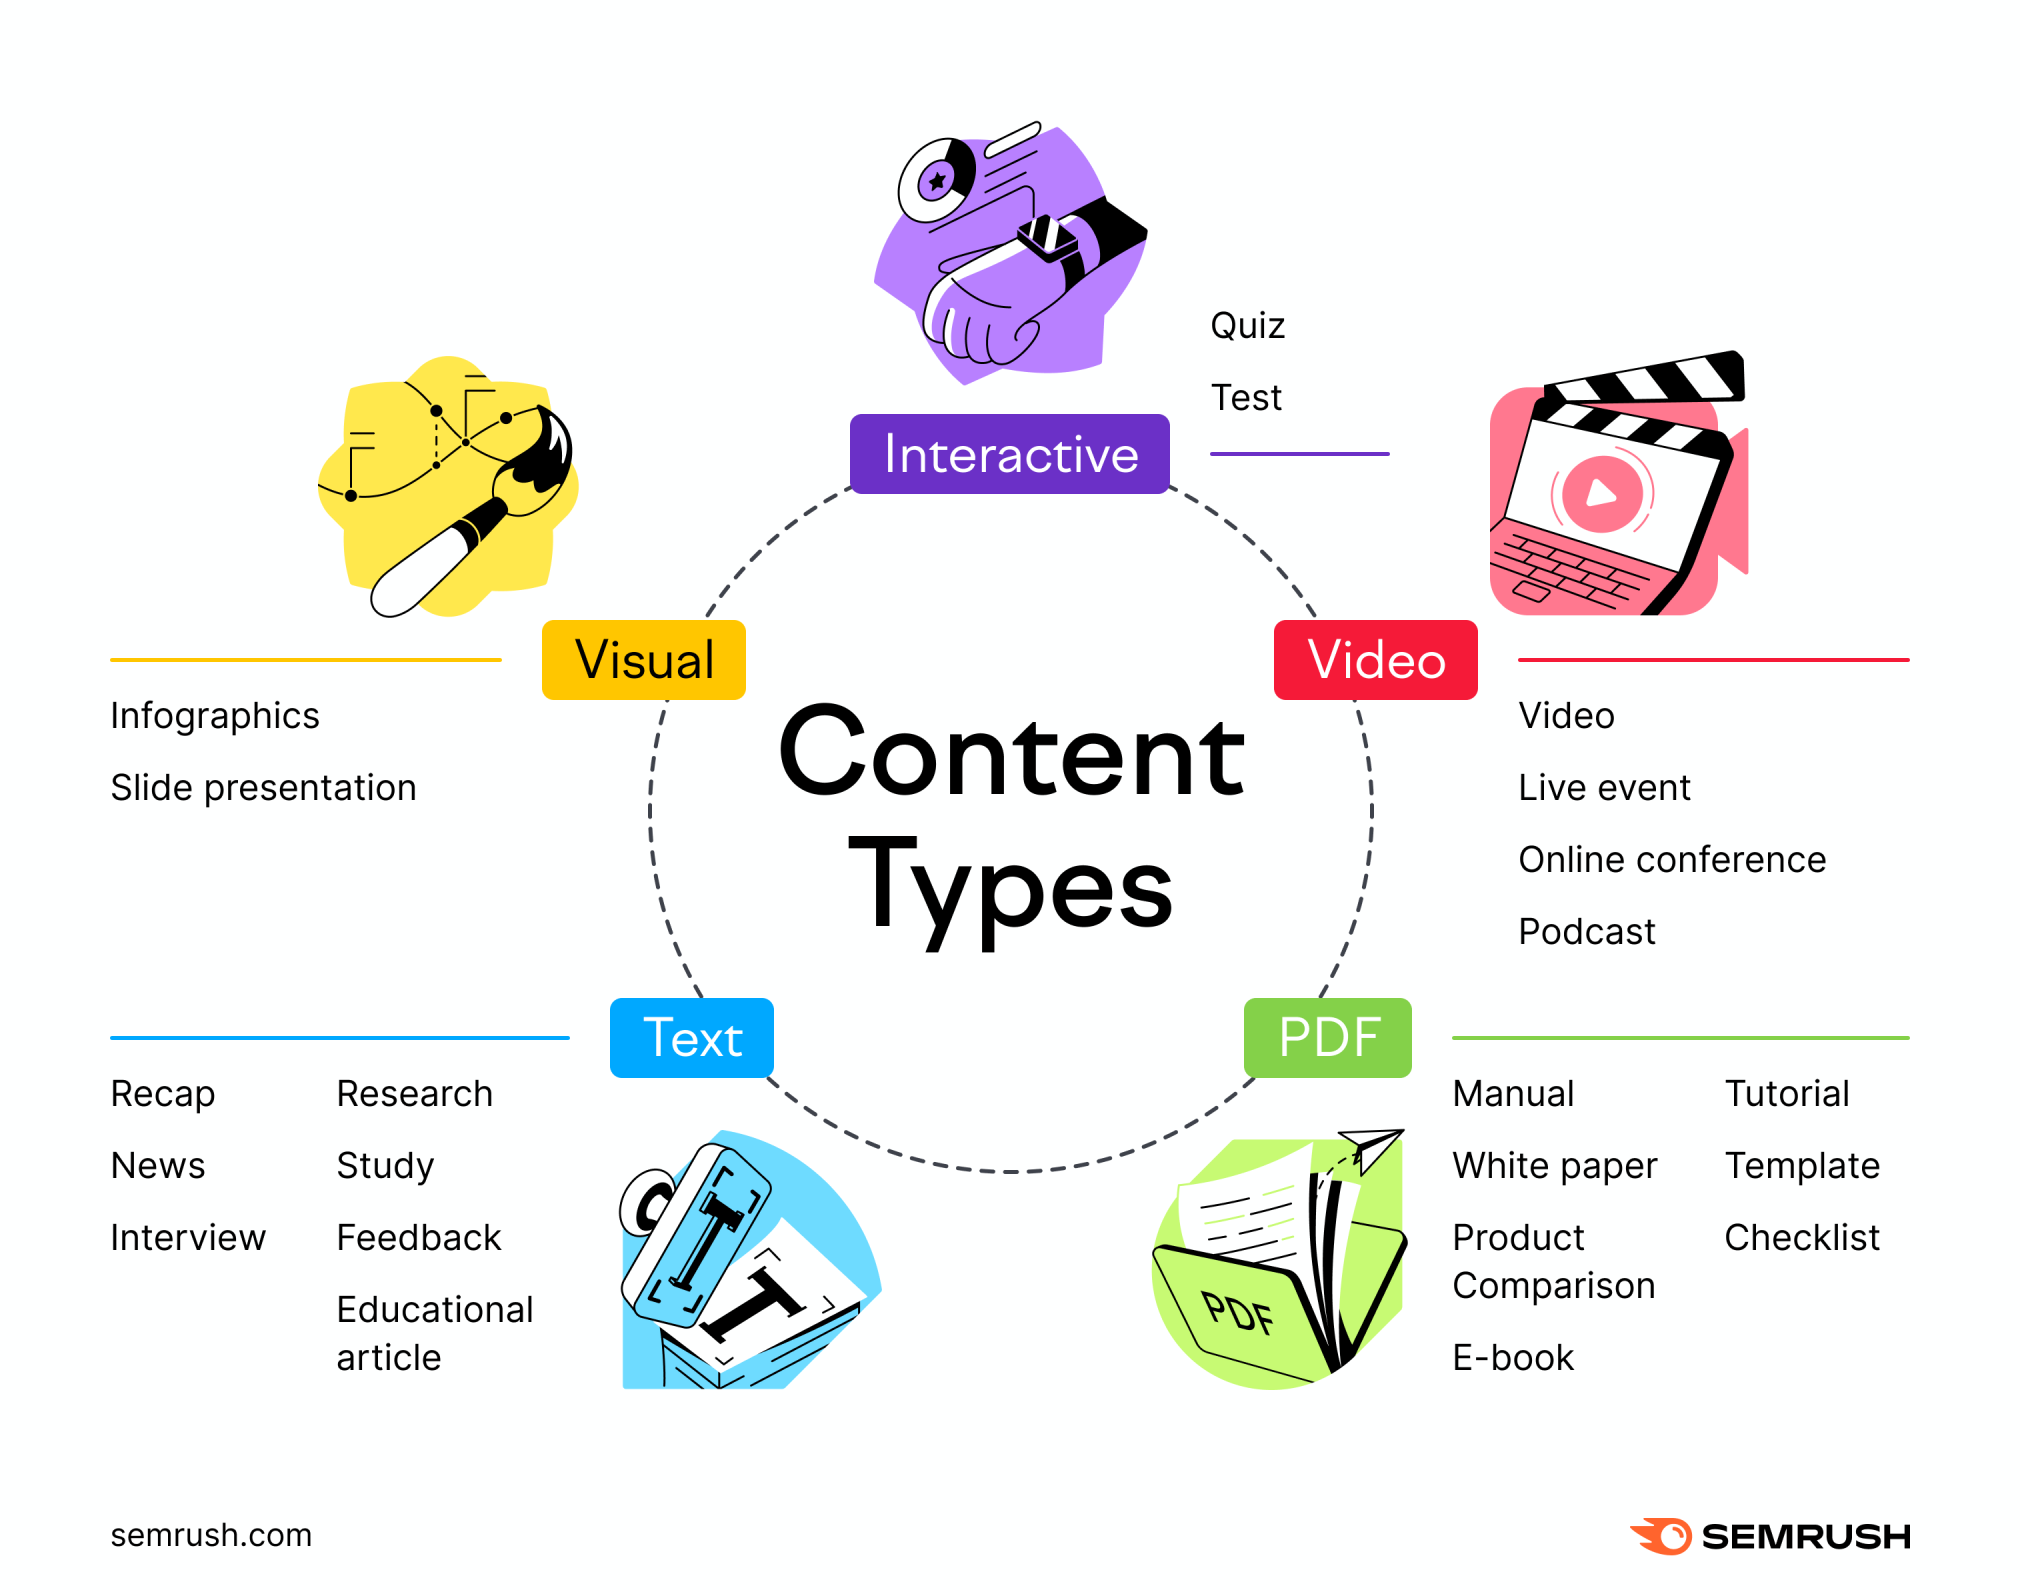 Interactive
Quiz
Test
Visual
Infographics
Slide presentation
Video
Video
Live event
Online conference
Podcast
Content
Types
Text
Recap
News
Interview
Research
Study
Feedback
Educational
article
PDF
Manual
White paper
Product
Comparison
E-book
Tutorial
Template
Checklist
PDF
semrush.com
SEMRUSH